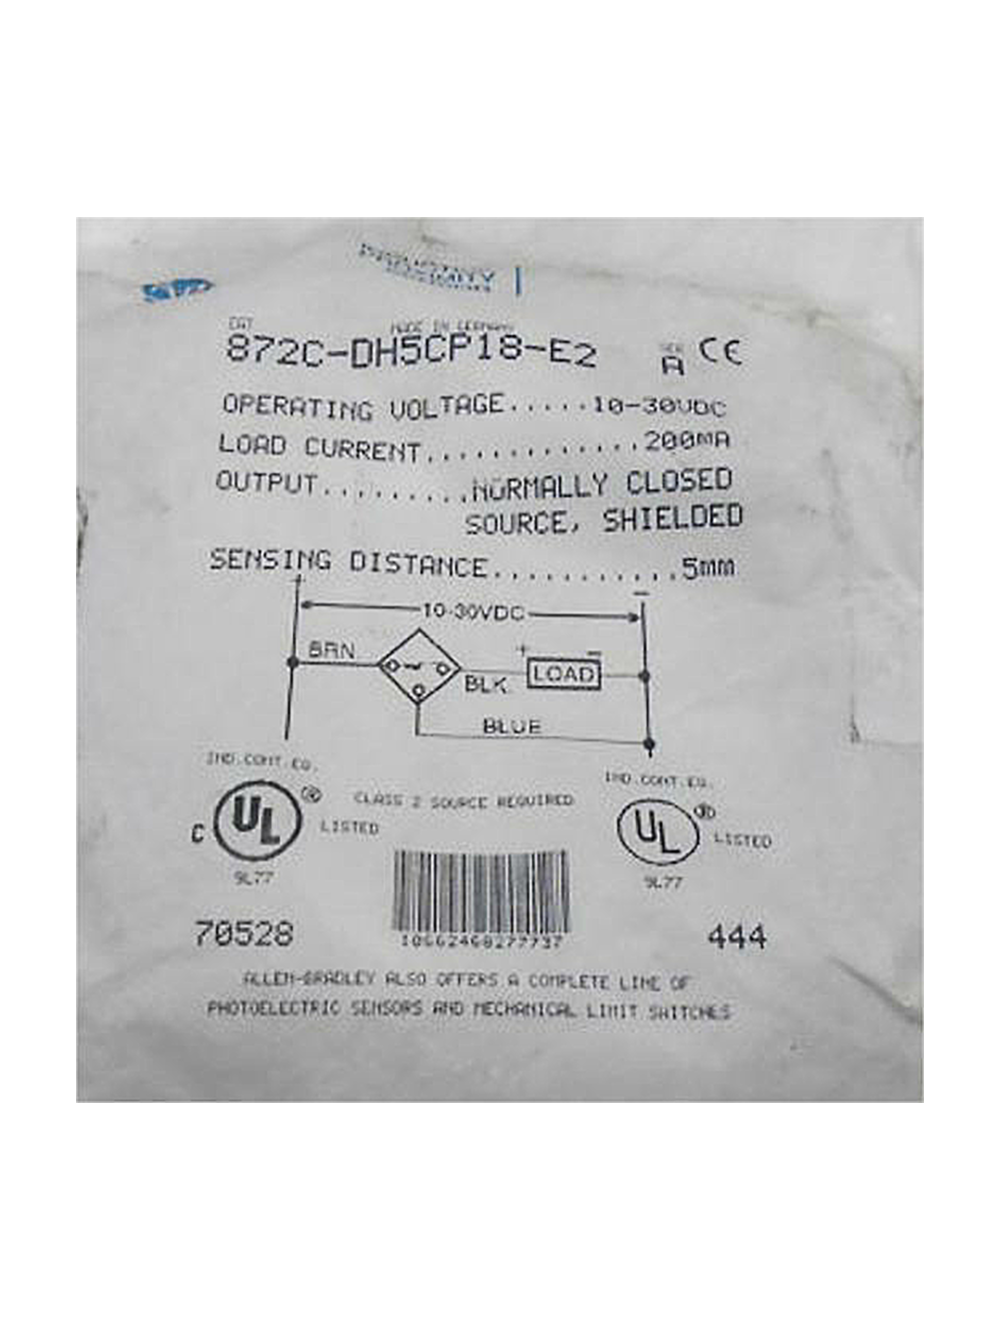 CAT
MADE IN GERMANY
872C-DH5CP18-E2
SER
A
CE
OPERATING VOLTAGE.....10-30VDC
LOAD CURRENT.............200mA
OUTPUT.........NORMALLY CLOSED
SOURCE, SHIELDED
SENSING DISTANCE...........5mm
+ −
10-30VDC
BRN
+ −
LOAD
BLK
BLUE
IND.CONT.EQ.
IND.CONT.EQ.
C UL ® LISTED
CLASS 2 SOURCE REQUIRED
UL ® LISTED
9L77
9L77
70528
10662468277737
444
ALLEN-BRADLEY ALSO OFFERS A COMPLETE LINE OF
PHOTOELECTRIC SENSORS AND MECHANICAL LIMIT SWITCHES